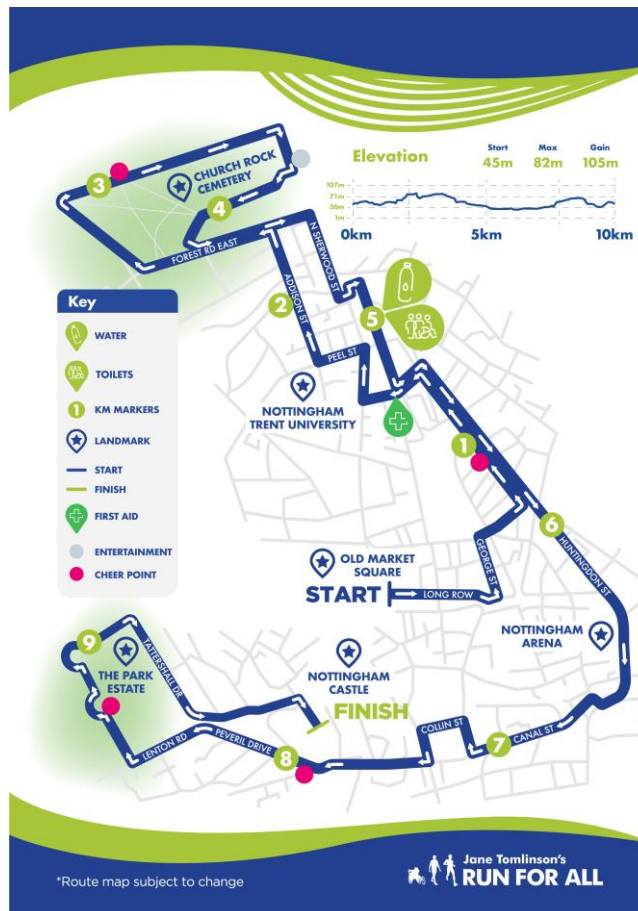 Elevation
Start
45m
Max
82m
Gain
105m
107m
71m
36m
1m
0km
5km
10km
3
CHURCH ROCK
CEMETERY
4
FOREST RD EAST
N SHERWOOD ST
ADDISON ST
2
5
PEEL ST
NOTTINGHAM
TRENT UNIVERSITY
1
6
HUNTINGDON ST
OLD MARKET
SQUARE
START
LONG ROW
GEORGE ST
NOTTINGHAM
ARENA
Key
WATER
TOILETS
1
KM MARKERS
LANDMARK
START
FINISH
FIRST AID
ENTERTAINMENT
CHEER POINT
9
TATTERSHALL DR
THE PARK
ESTATE
NOTTINGHAM
CASTLE
FINISH
LENTON RD
PEVERIL DRIVE
8
COLLIN ST
7
CANAL ST
*Route map subject to change
Jane Tomlinson's
RUN FOR ALL